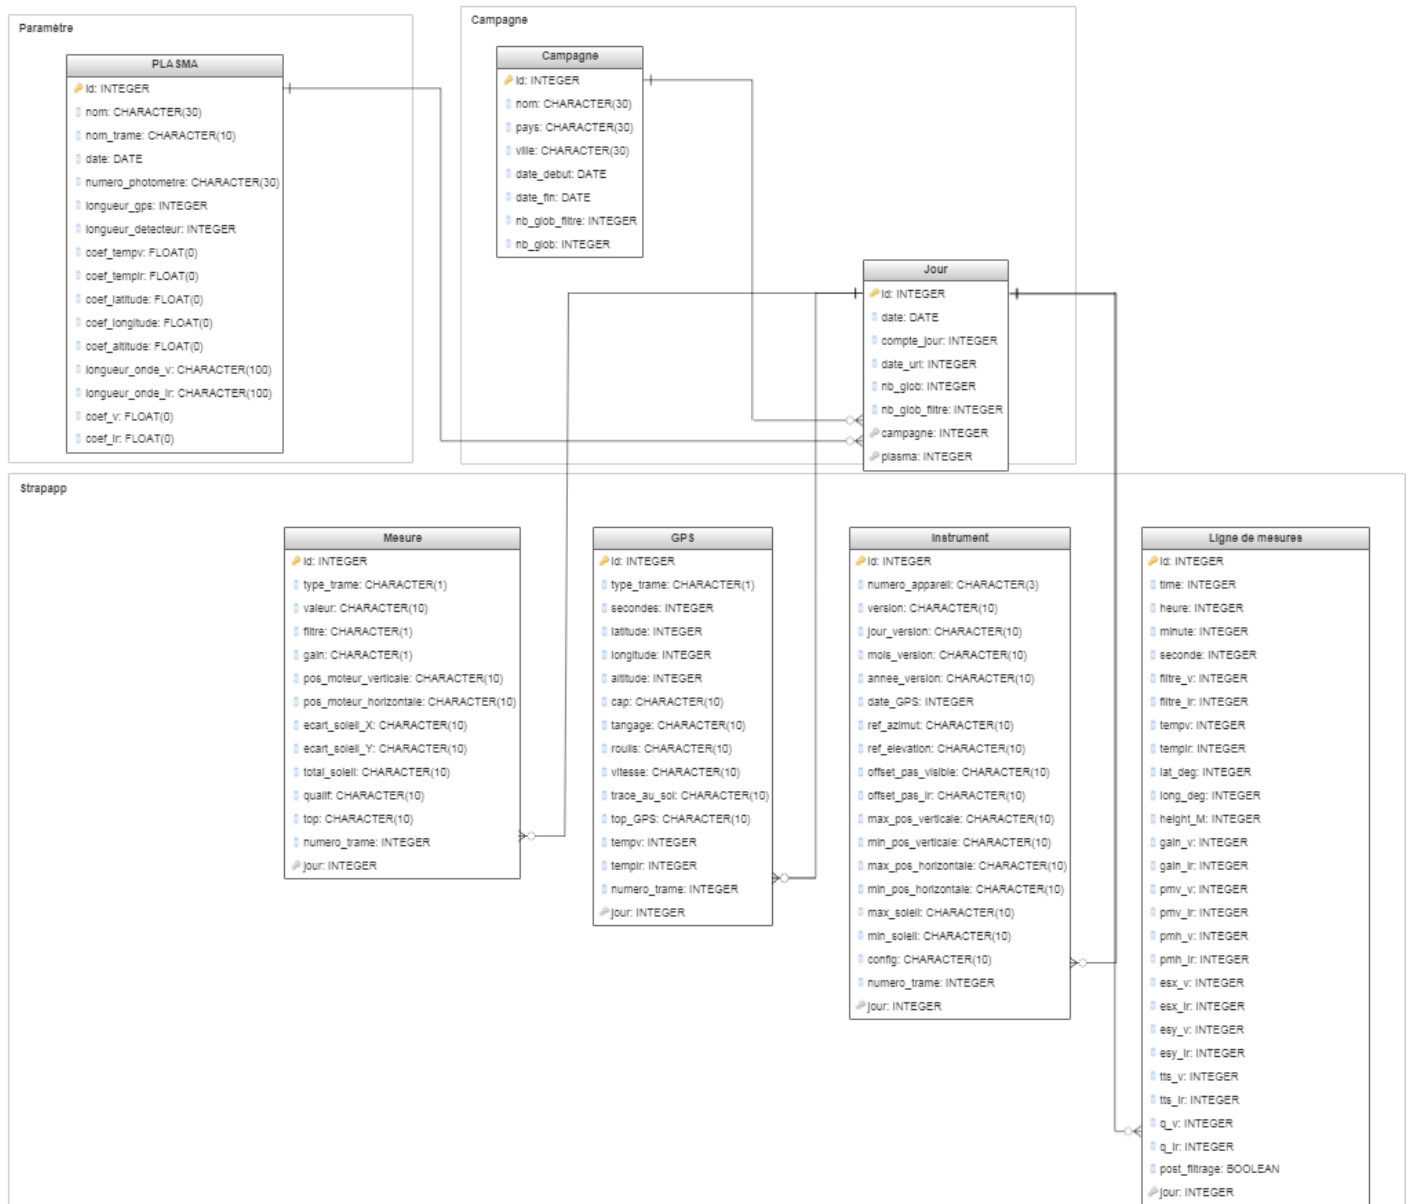 Paramètre
PLASMA
id: INTEGER
nom: CHARACTER(30)
nom_trame: CHARACTER(10)
date: DATE
numero_photometre: CHARACTER(30)
longueur_gps: INTEGER
longueur_detecteur: INTEGER
coef_tempv: FLOAT(0)
coef_tempir: FLOAT(0)
coef_latitude: FLOAT(0)
coef_longitude: FLOAT(0)
coef_altitude: FLOAT(0)
longueur_onde_v: CHARACTER(100)
longueur_onde_ir: CHARACTER(100)
coef_v: FLOAT(0)
coef_ir: FLOAT(0)
Campagne
Campagne
id: INTEGER
nom: CHARACTER(30)
pays: CHARACTER(30)
ville: CHARACTER(30)
date_debut: DATE
date_fin: DATE
nb_glob_filtre: INTEGER
nb_glob: INTEGER
Jour
id: INTEGER
date: DATE
compte_jour: INTEGER
date_url: INTEGER
nb_glob: INTEGER
nb_glob_filtre: INTEGER
campagne: INTEGER
plasma: INTEGER
Strapapp
Mesure
id: INTEGER
type_trame: CHARACTER(1)
valeur: CHARACTER(10)
filtre: CHARACTER(1)
gain: CHARACTER(1)
pos_moteur_verticale: CHARACTER(10)
pos_moteur_horizontale: CHARACTER(10)
ecart_soleil_X: CHARACTER(10)
ecart_soleil_Y: CHARACTER(10)
total_soleil: CHARACTER(10)
qualif: CHARACTER(10)
top: CHARACTER(10)
numero_trame: INTEGER
jour: INTEGER
GPS
id: INTEGER
type_trame: CHARACTER(1)
secondes: INTEGER
latitude: INTEGER
longitude: INTEGER
altitude: INTEGER
cap: CHARACTER(10)
tangage: CHARACTER(10)
roulis: CHARACTER(10)
vitesse: CHARACTER(10)
trace_au_sol: CHARACTER(10)
top_GPS: CHARACTER(10)
tempv: INTEGER
tempir: INTEGER
numero_trame: INTEGER
jour: INTEGER
Instrument
id: INTEGER
numero_appareil: CHARACTER(3)
version: CHARACTER(10)
jour_version: CHARACTER(10)
mois_version: CHARACTER(10)
annee_version: CHARACTER(10)
date_GPS: INTEGER
ref_azimut: CHARACTER(10)
ref_elevation: CHARACTER(10)
offset_pas_visible: CHARACTER(10)
offset_pas_ir: CHARACTER(10)
max_pos_verticale: CHARACTER(10)
min_pos_verticale: CHARACTER(10)
max_pos_horizontale: CHARACTER(10)
min_pos_horizontale: CHARACTER(10)
max_soleil: CHARACTER(10)
min_soleil: CHARACTER(10)
config: CHARACTER(10)
numero_trame: INTEGER
jour: INTEGER
Ligne de mesures
id: INTEGER
time: INTEGER
heure: INTEGER
minute: INTEGER
seconde: INTEGER
filtre_v: INTEGER
filtre_ir: INTEGER
tempv: INTEGER
tempir: INTEGER
lat_deg: INTEGER
long_deg: INTEGER
height_M: INTEGER
gain_v: INTEGER
gain_ir: INTEGER
pmv_v: INTEGER
pmv_ir: INTEGER
pmh_v: INTEGER
pmh_ir: INTEGER
esx_v: INTEGER
esx_ir: INTEGER
esy_v: INTEGER
esy_ir: INTEGER
tts_v: INTEGER
tts_ir: INTEGER
q_v: INTEGER
q_ir: INTEGER
post_filtrage: BOOLEAN
jour: INTEGER